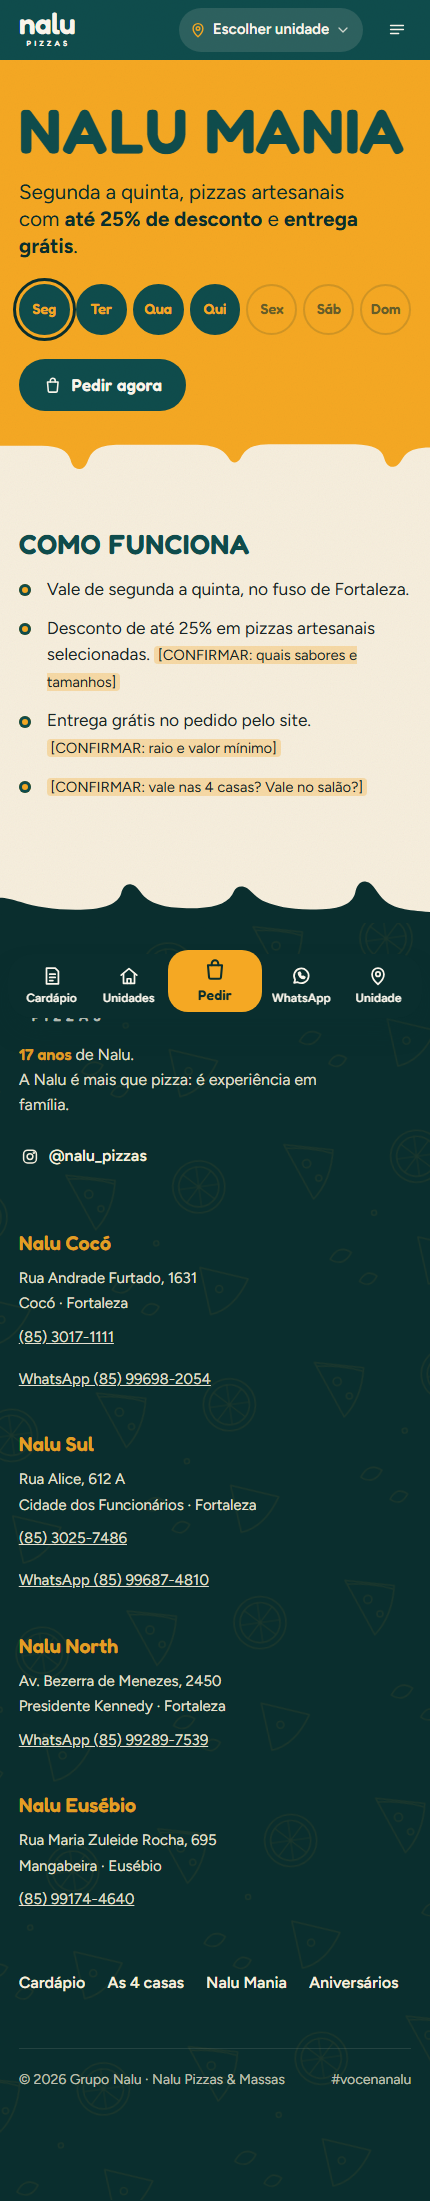 nalu
PIZZAS
Escolher unidade
NALU MANIA
Segunda a quinta, pizzas artesanais
com até 25% de desconto e entrega
grátis.
Seg Ter Qua Qui Sex Sáb Dom
Pedir agora
COMO FUNCIONA
Vale de segunda a quinta, no fuso de Fortaleza.
Desconto de até 25% em pizzas artesanais
selecionadas. [CONFIRMAR: quais sabores e
tamanhos]
Entrega grátis no pedido pelo site.
[CONFIRMAR: raio e valor mínimo]
[CONFIRMAR: vale nas 4 casas? Vale no salão?]
Cardápio Unidades Pedir WhatsApp Unidade
PIZZAS
17 anos de Nalu.
A Nalu é mais que pizza: é experiência em
família.
@nalu_pizzas
Nalu Cocó
Rua Andrade Furtado, 1631
Cocó · Fortaleza
(85) 3017-1111
WhatsApp (85) 99698-2054
Nalu Sul
Rua Alice, 612 A
Cidade dos Funcionários · Fortaleza
(85) 3025-7486
WhatsApp (85) 99687-4810
Nalu North
Av. Bezerra de Menezes, 2450
Presidente Kennedy · Fortaleza
WhatsApp (85) 99289-7539
Nalu Eusébio
Rua Maria Zuleide Rocha, 695
Mangabeira · Eusébio
(85) 99174-4640
Cardápio As 4 casas Nalu Mania Aniversários
© 2026 Grupo Nalu · Nalu Pizzas & Massas #vocenanalu